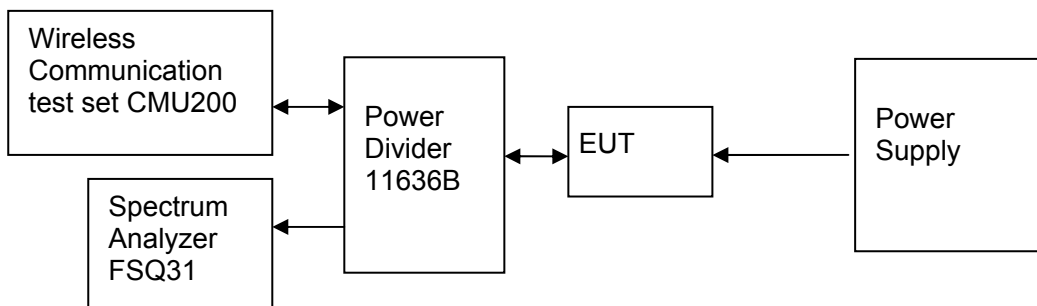 Wireless
Communication
test set CMU200
Spectrum
Analyzer
FSQ31
Power
Divider
11636B
EUT
Power
Supply